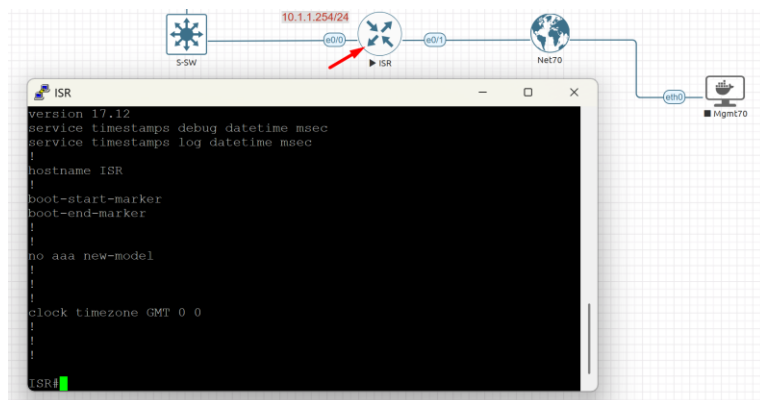 10.1.1.254/24
e0/0
e0/1
S-SW
ISR
Net70
eth0
Mgmt70
ISR
version 17.12
service timestamps debug datetime msec
service timestamps log datetime msec
!
hostname ISR
!
boot-start-marker
boot-end-marker
!
!
no aaa new-model
!
!
!
clock timezone GMT 0 0
!
!
!
ISR#